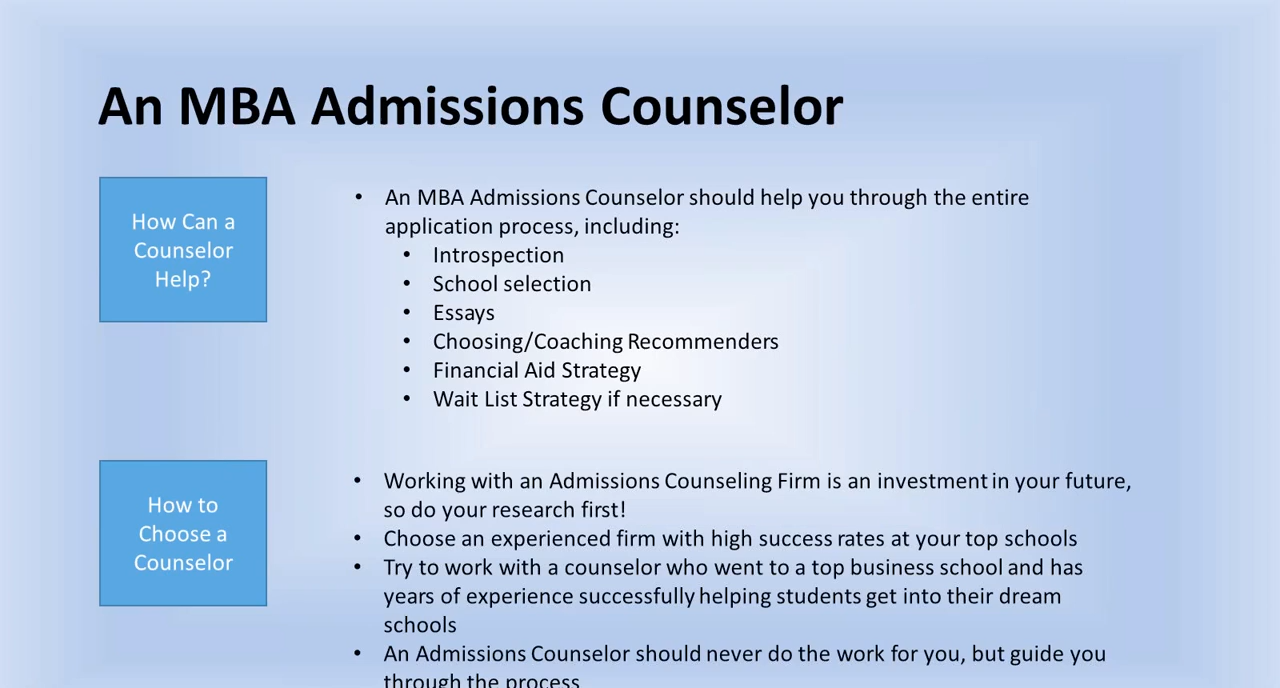 An MBA Admissions Counselor
How Can a
Counselor
Help?
• An MBA Admissions Counselor should help you through the entire
application process, including:
• Introspection
• School selection
• Essays
• Choosing/Coaching Recommenders
• Financial Aid Strategy
• Wait List Strategy if necessary
How to
Choose a
Counselor
• Working with an Admissions Counseling Firm is an investment in your future,
so do your research first!
• Choose an experienced firm with high success rates at your top schools
• Try to work with a counselor who went to a top business school and has
years of experience successfully helping students get into their dream
schools
• An Admissions Counselor should never do the work for you, but guide you
through the process